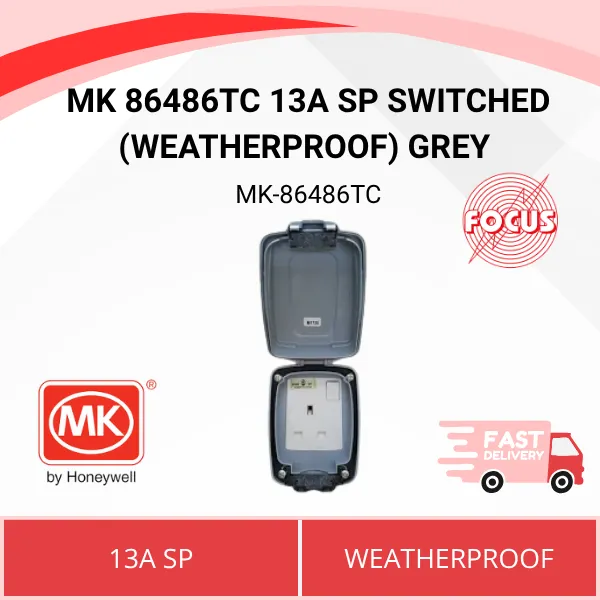 MK 86486TC 13A SP SWITCHED
(WEATHERPROOF) GREY
MK-86486TC
FOCUS
MK
®
by Honeywell
FAST
DELIVERY
13A SP
WEATHERPROOF